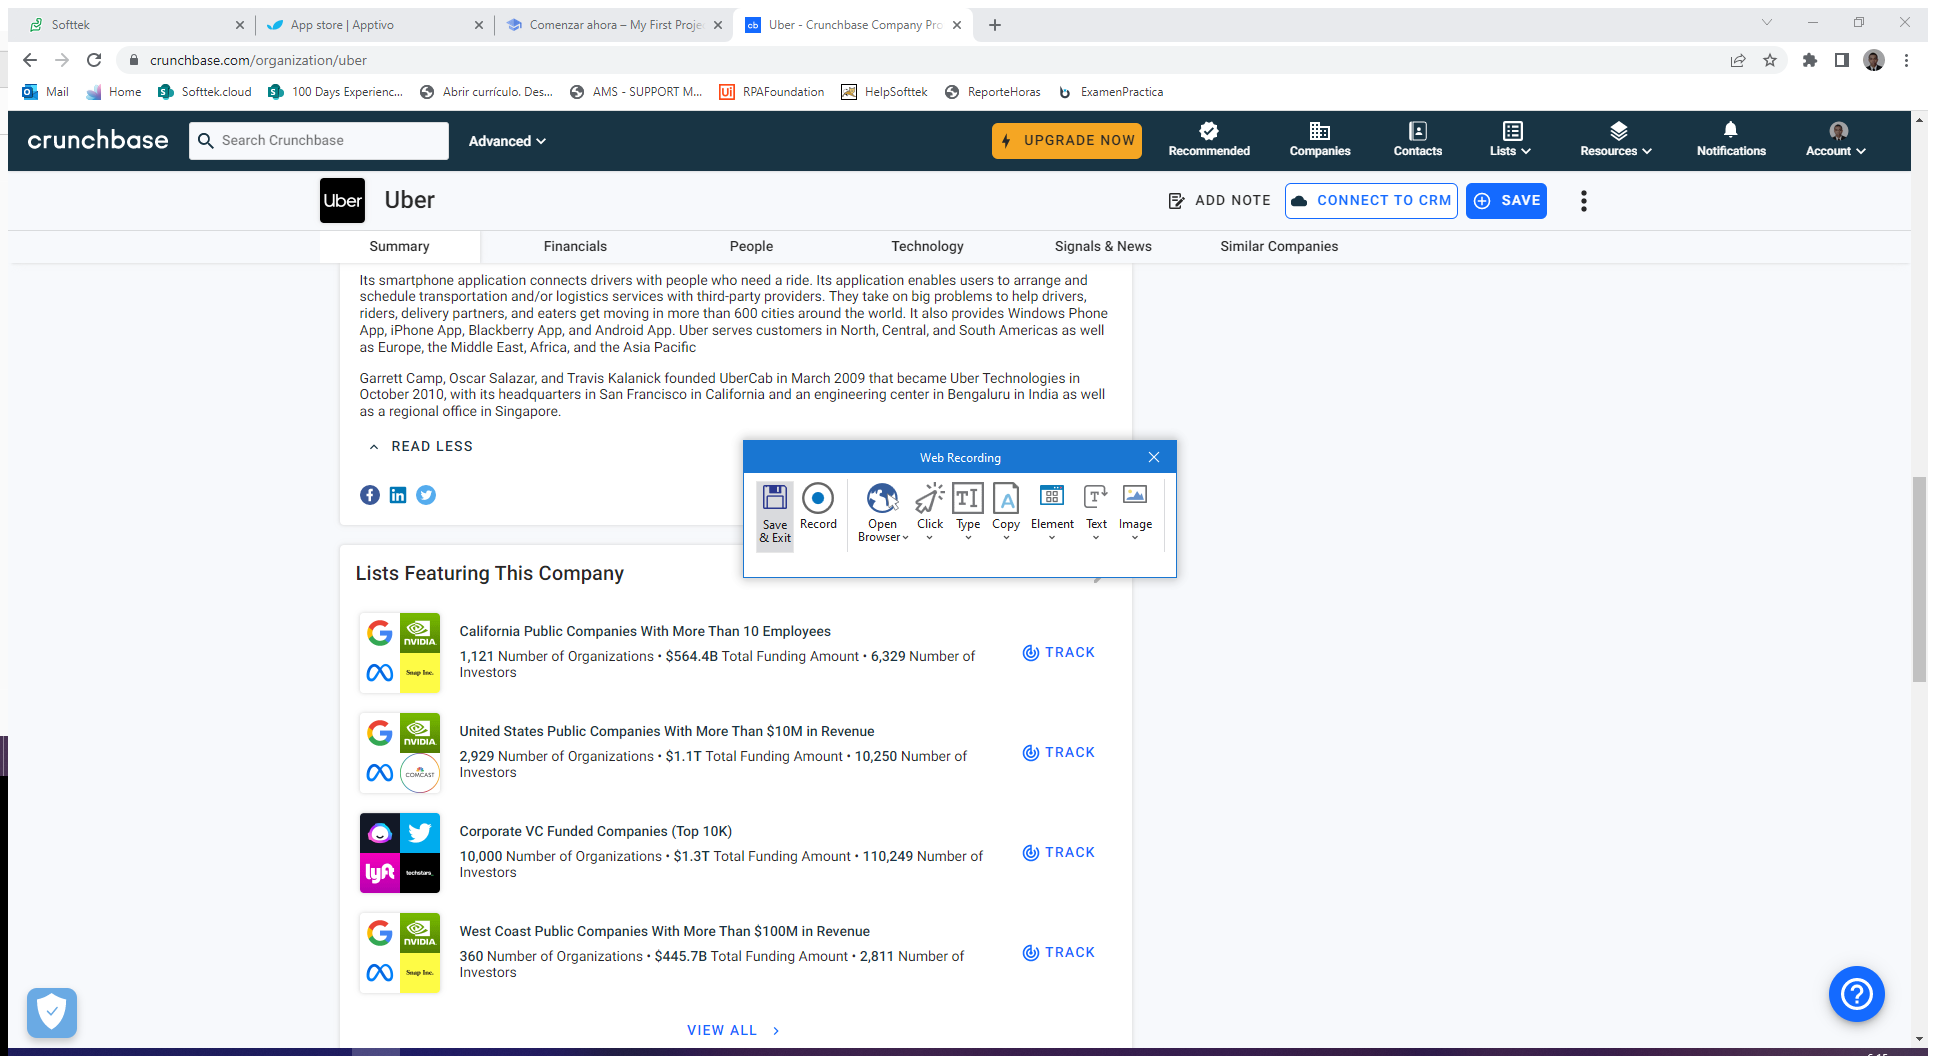 Softtek
App store | Apptivo
Comenzar ahora – My First Proje
Uber - Crunchbase Company Pro
crunchbase.com/organization/uber
Mail
Home
Softtek.cloud
100 Days Experienc...
Abrir currículo. Des...
AMS - SUPPORT M...
RPAFoundation
HelpSofttek
ReporteHoras
ExamenPractica
crunchbase
Search Crunchbase
Advanced
UPGRADE NOW
Recommended
Companies
Contacts
Lists
Resources
Notifications
Account
Uber
Uber
ADD NOTE
CONNECT TO CRM
SAVE
Summary
Financials
People
Technology
Signals & News
Similar Companies
Its smartphone application connects drivers with people who need a ride. Its application enables users to arrange and
schedule transportation and/or logistics services with third-party providers. They take on big problems to help drivers,
riders, delivery partners, and eaters get moving in more than 600 cities around the world. It also provides Windows Phone
App, iPhone App, Blackberry App, and Android App. Uber serves customers in North, Central, and South Americas as well
as Europe, the Middle East, Africa, and the Asia Pacific
Garrett Camp, Oscar Salazar, and Travis Kalanick founded UberCab in March 2009 that became Uber Technologies in
October 2010, with its headquarters in San Francisco in California and an engineering center in Bengaluru in India as well
as a regional office in Singapore.
READ LESS
Web Recording
Save & Exit
Record
Open Browser
Click
Type
Copy
Element
Text
Image
Lists Featuring This Company
NVIDIA
Snap Inc.
California Public Companies With More Than 10 Employees
1,121 Number of Organizations • $564.4B Total Funding Amount • 6,329 Number of
Investors
TRACK
NVIDIA
COMCAST
United States Public Companies With More Than $10M in Revenue
2,929 Number of Organizations • $1.1T Total Funding Amount • 10,250 Number of
Investors
TRACK
lyft
techstars_
Corporate VC Funded Companies (Top 10K)
10,000 Number of Organizations • $1.3T Total Funding Amount • 110,249 Number of
Investors
TRACK
NVIDIA
Snap Inc.
West Coast Public Companies With More Than $100M in Revenue
360 Number of Organizations • $445.7B Total Funding Amount • 2,811 Number of
Investors
TRACK
VIEW ALL